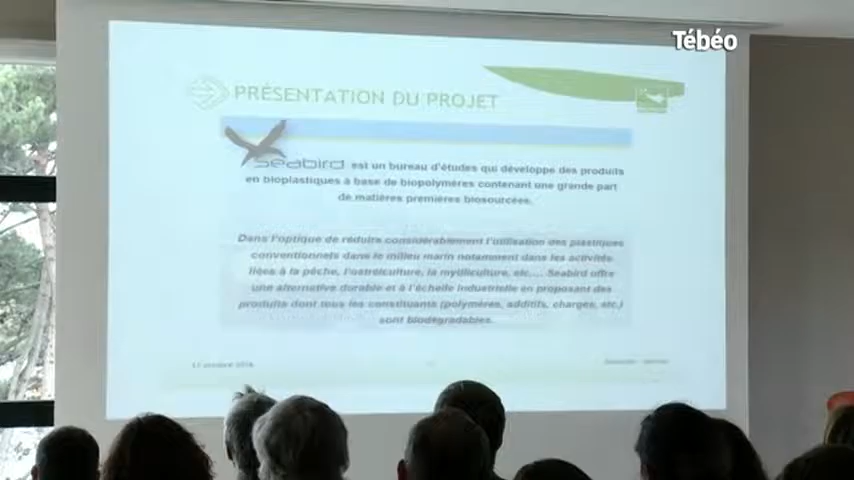 Tébéo
PRÉSENTATION DU PROJET
seabird est un bureau d'études qui développe des produits
en bioplastiques à base de biopolymères contenant une grande part
de matières premières biosourcées.
Dans l'optique de réduire considérablement l'utilisation des plastiques
conventionnels dans le milieu marin notamment dans les activités
liées à la pêche, l'ostréiculture, la mytiliculture, etc.... Seabird offre
une alternative durable et à l'échelle industrielle en proposant des
produits dont tous les constituants (polymères, additifs, charges, etc.)
sont biodégradables.
octobre